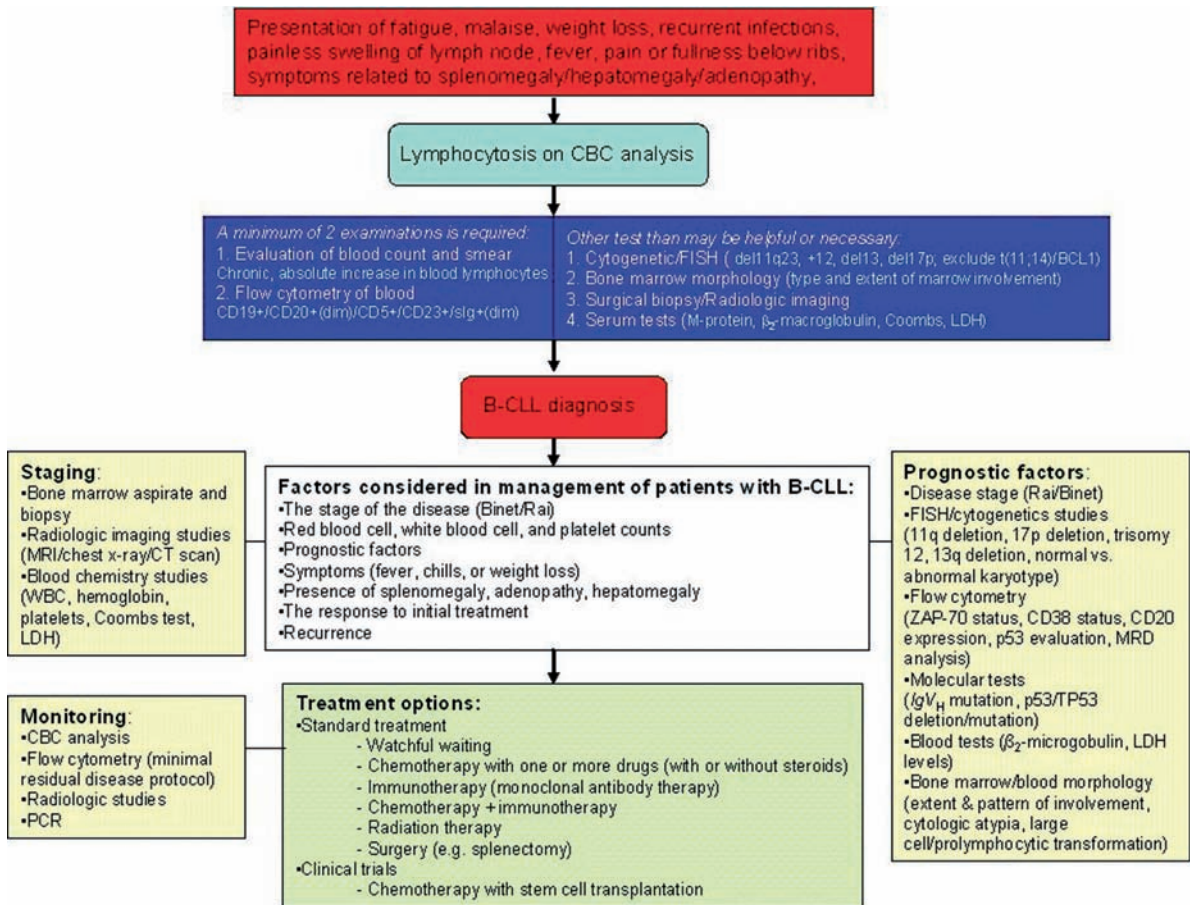 Presentation of fatigue, malaise, weight loss, recurrent infections,
painless swelling of lymph node, fever, pain or fullness below ribs,
symptoms related to splenomegaly/hepatomegaly/adenopathy,
Lymphocytosis on CBC analysis
A minimum of 2 examinations is required:
1. Evaluation of blood count and smear
Chronic, absolute increase in blood lymphocytes
2. Flow cytometry of blood
CD19+/CD20+(dim)/CD5+/CD23+/sIg+(dim)
Other test than may be helpful or necessary:
1. Cytogenetic/FISH ( del11q23, +12, del13, del17p; exclude t(11;14)/BCL1)
2. Bone marrow morphology (type and extent of marrow involvement)
3. Surgical biopsy/Radiologic imaging
4. Serum tests (M-protein, β₂-macroglobulin, Coombs, LDH)
B-CLL diagnosis
Staging:
•Bone marrow aspirate and
biopsy
•Radiologic imaging studies
(MRI/chest x-ray/CT scan)
•Blood chemistry studies
(WBC, hemoglobin,
platelets, Coombs test,
LDH)
Factors considered in management of patients with B-CLL:
•The stage of the disease (Binet/Rai)
•Red blood cell, white blood cell, and platelet counts
•Prognostic factors
•Symptoms (fever, chills, or weight loss)
•Presence of splenomegaly, adenopathy, hepatomegaly
•The response to initial treatment
•Recurrence
Prognostic factors:
•Disease stage (Rai/Binet)
•FISH/cytogenetics studies
(11q deletion, 17p deletion, trisomy
12, 13q deletion, normal vs.
abnormal karyotype)
•Flow cytometry
(ZAP-70 status, CD38 status, CD20
expression, p53 evaluation, MRD
analysis)
•Molecular tests
(IgVH mutation, p53/TP53
deletion/mutation)
•Blood tests (β₂-microgobulin, LDH
levels)
•Bone marrow/blood morphology
(extent & pattern of involvement,
cytologic atypia, large
cell/prolymphocytic transformation)
Monitoring:
•CBC analysis
•Flow cytometry (minimal
residual disease protocol)
•Radiologic studies
•PCR
Treatment options:
•Standard treatment
- Watchful waiting
- Chemotherapy with one or more drugs (with or without steroids)
- Immunotherapy (monoclonal antibody therapy)
- Chemotherapy + immunotherapy
- Radiation therapy
- Surgery (e.g. splenectomy)
•Clinical trials
- Chemotherapy with stem cell transplantation